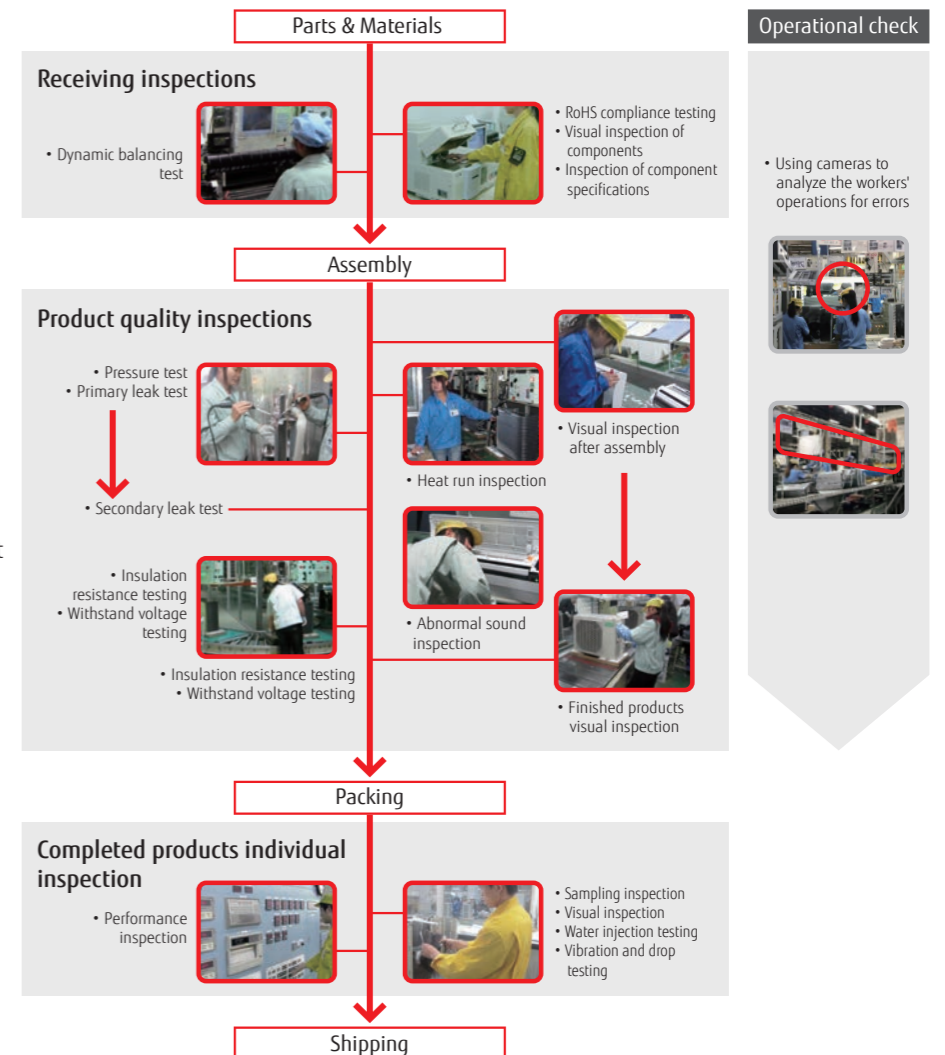 Parts & Materials
Operational check
Receiving inspections
• Dynamic balancing
test
• RoHS compliance testing
• Visual inspection of
components
• Inspection of component
specifications
• Using cameras to
analyze the workers'
operations for errors
Assembly
Product quality inspections
• Pressure test
• Primary leak test
• Secondary leak test
• Heat run inspection
• Visual inspection
after assembly
• Insulation
resistance testing
• Withstand voltage
testing
• Insulation resistance testing
• Withstand voltage testing
• Abnormal sound
inspection
• Finished products
visual inspection
Packing
Completed products individual
inspection
• Performance
inspection
• Sampling inspection
• Visual inspection
• Water injection testing
• Vibration and drop
testing
Shipping